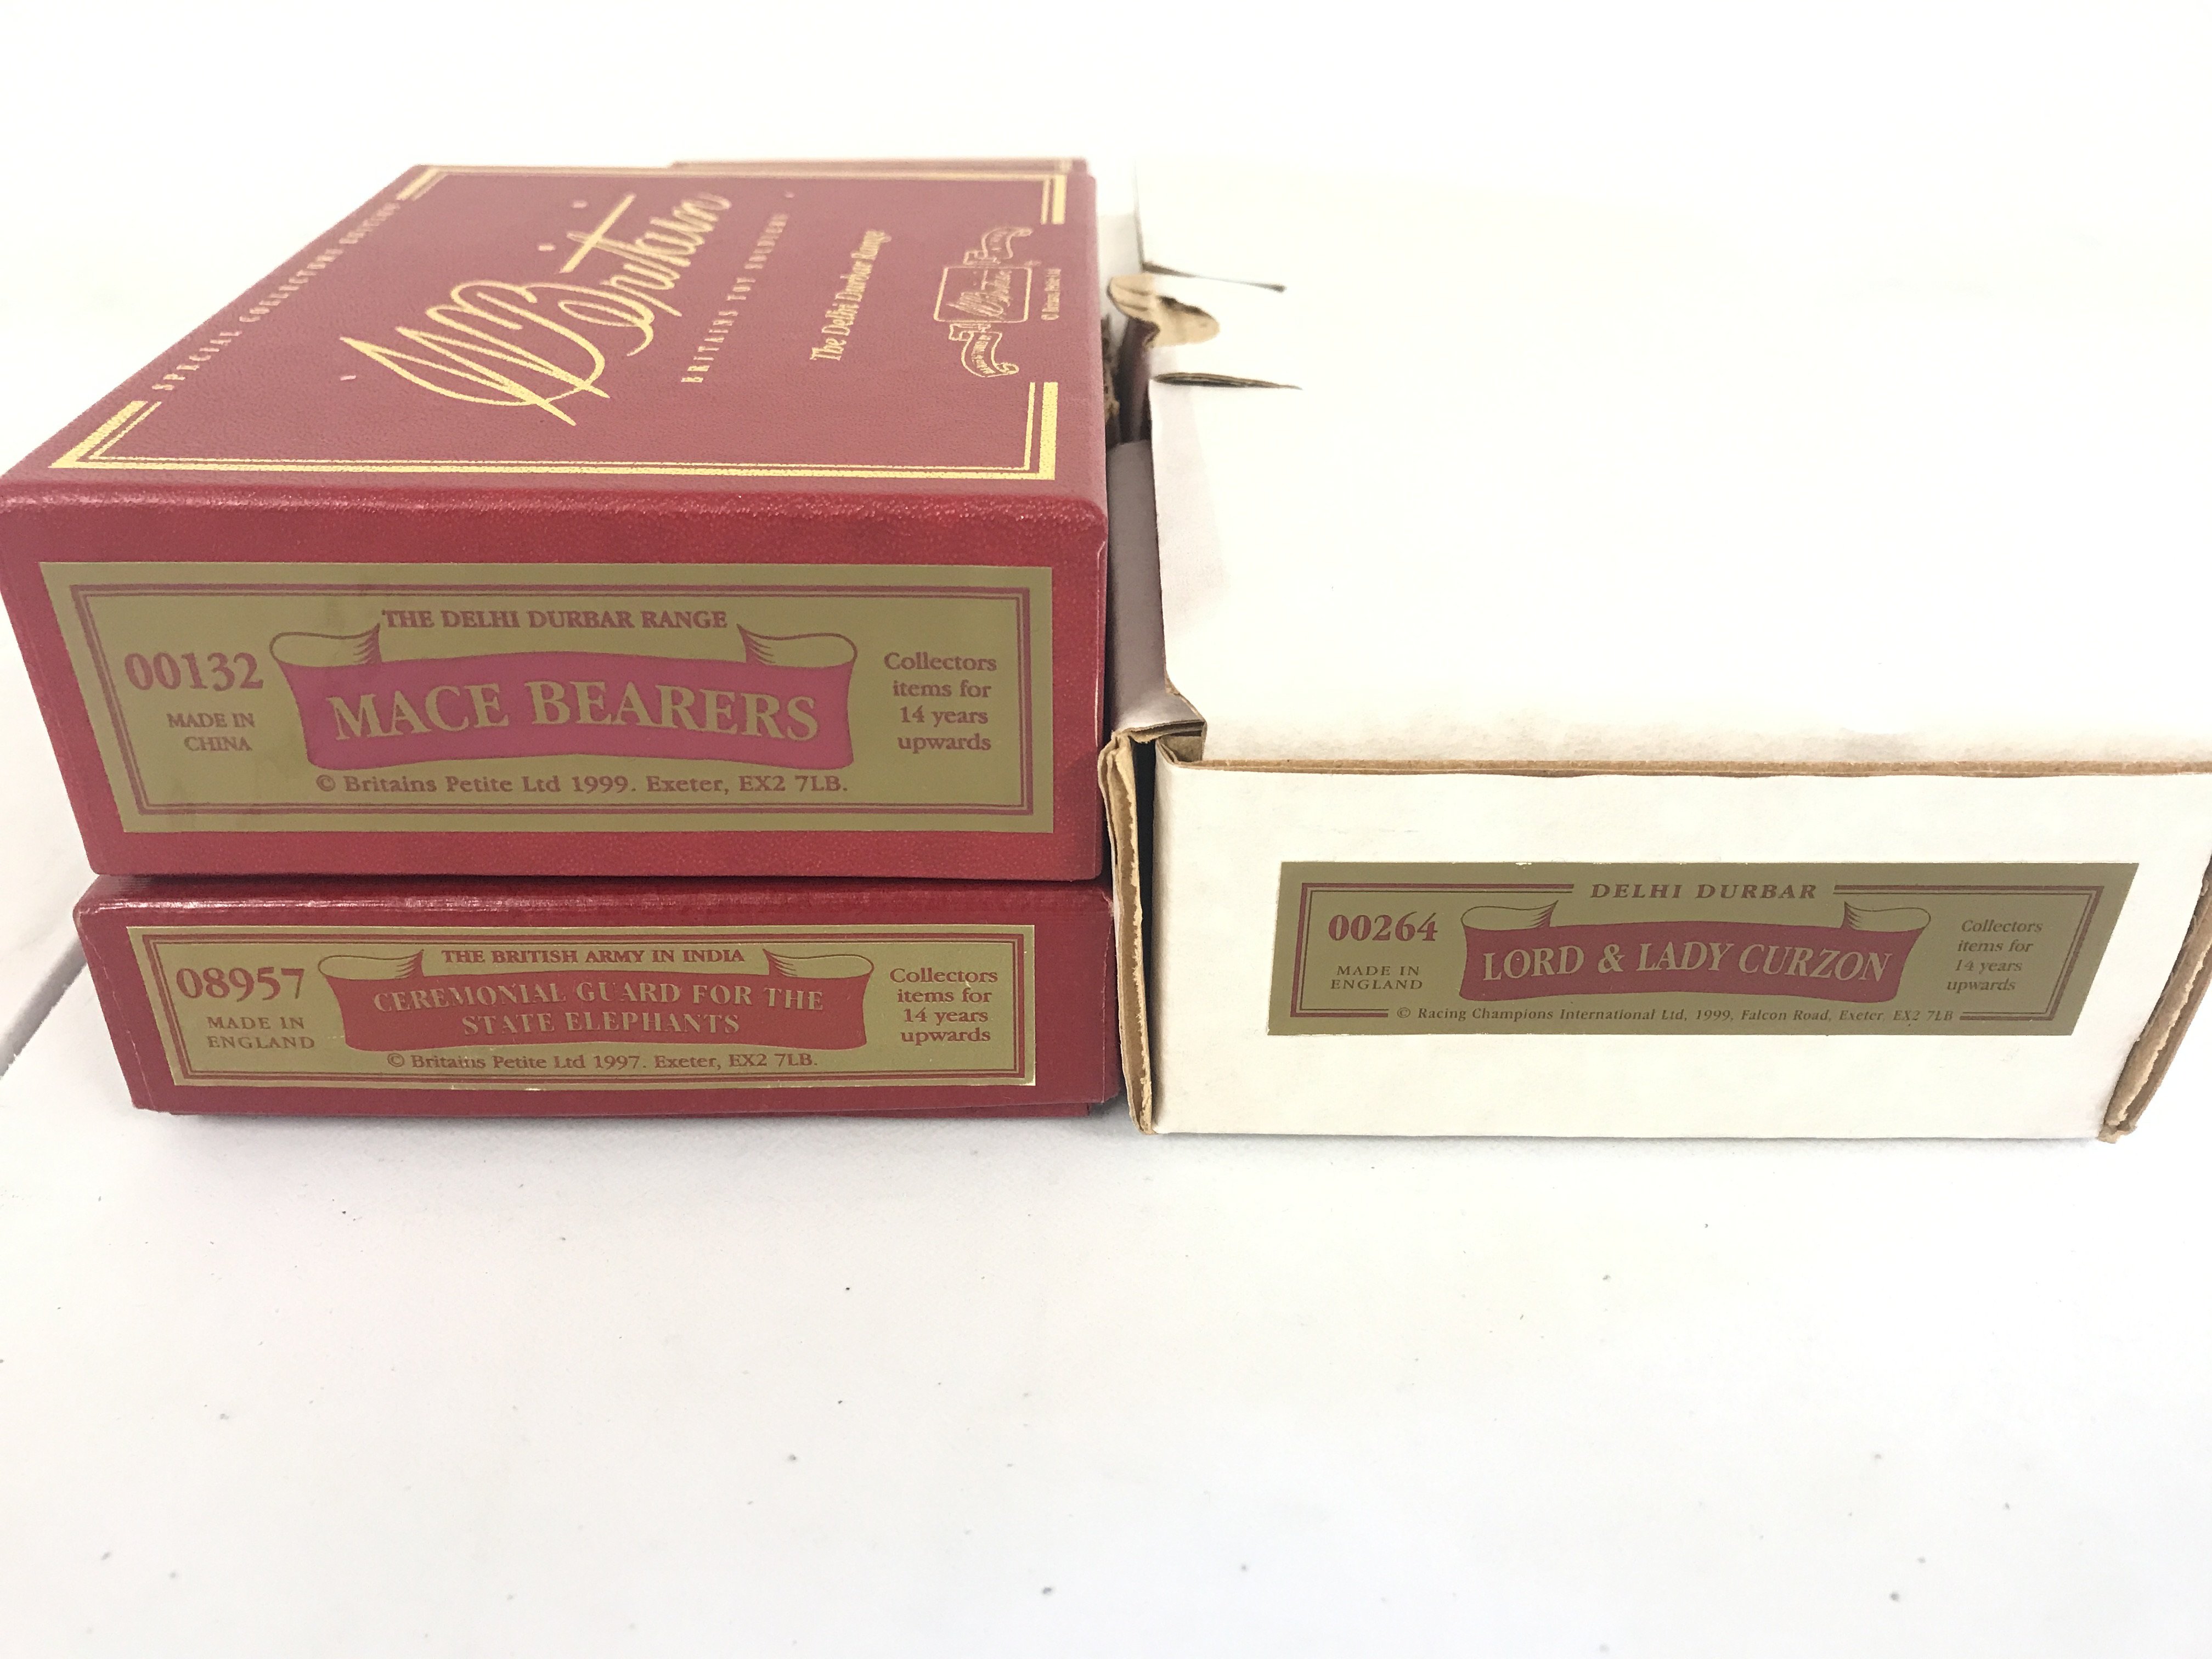 SPECIAL COLLECTORS EDITION
WBritain
BRITAINS TOY SOLDIERS
The Delhi Durbar Range
WBritain
© Britains Petite Ltd
THE DELHI DURBAR RANGE
00132
MADE IN
CHINA
MACE BEARERS
Collectors
items for
14 years
upwards
© Britains Petite Ltd 1999. Exeter, EX2 7LB.
THE BRITISH ARMY IN INDIA
08957
MADE IN
ENGLAND
CEREMONIAL GUARD FOR THE
STATE ELEPHANTS
Collectors
items for
14 years
upwards
© Britains Petite Ltd 1997. Exeter, EX2 7LB.
DELHI DURBAR
00264
MADE IN
ENGLAND
LORD & LADY CURZON
Collectors
items for
14 years
upwards
© Racing Champions International Ltd, 1999, Falcon Road, Exeter, EX2 7LB